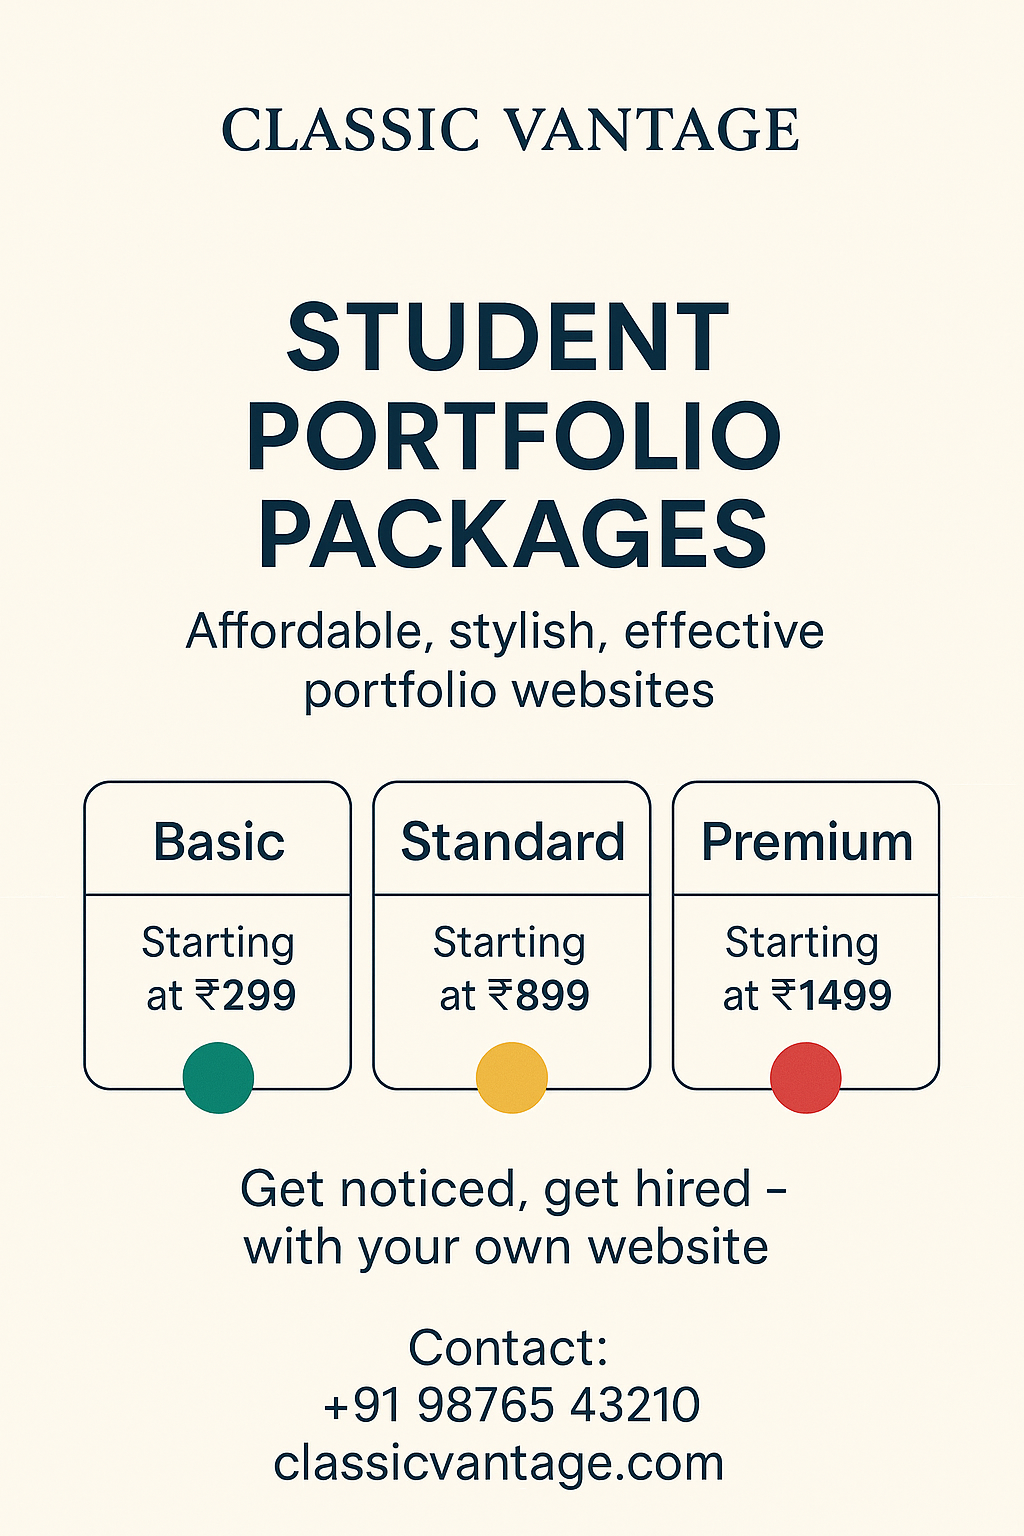 CLASSIC VANTAGE
STUDENT
PORTFOLIO
PACKAGES
Affordable, stylish, effective
portfolio websites
Basic
Starting
at ₹299
Standard
Starting
at ₹899
Premium
Starting
at ₹1499
Get noticed, get hired –
with your own website
Contact:
+91 98765 43210
classicvantage.com